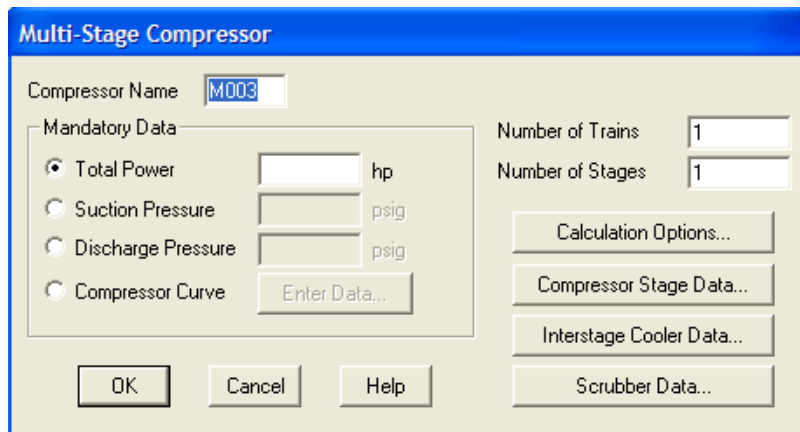 Multi-Stage Compressor
Compressor Name M003
Mandatory Data
Total Power hp
Suction Pressure psig
Discharge Pressure psig
Compressor Curve Enter Data...
Number of Trains 1
Number of Stages 1
Calculation Options...
Compressor Stage Data...
Interstage Cooler Data...
Scrubber Data...
OK Cancel Help